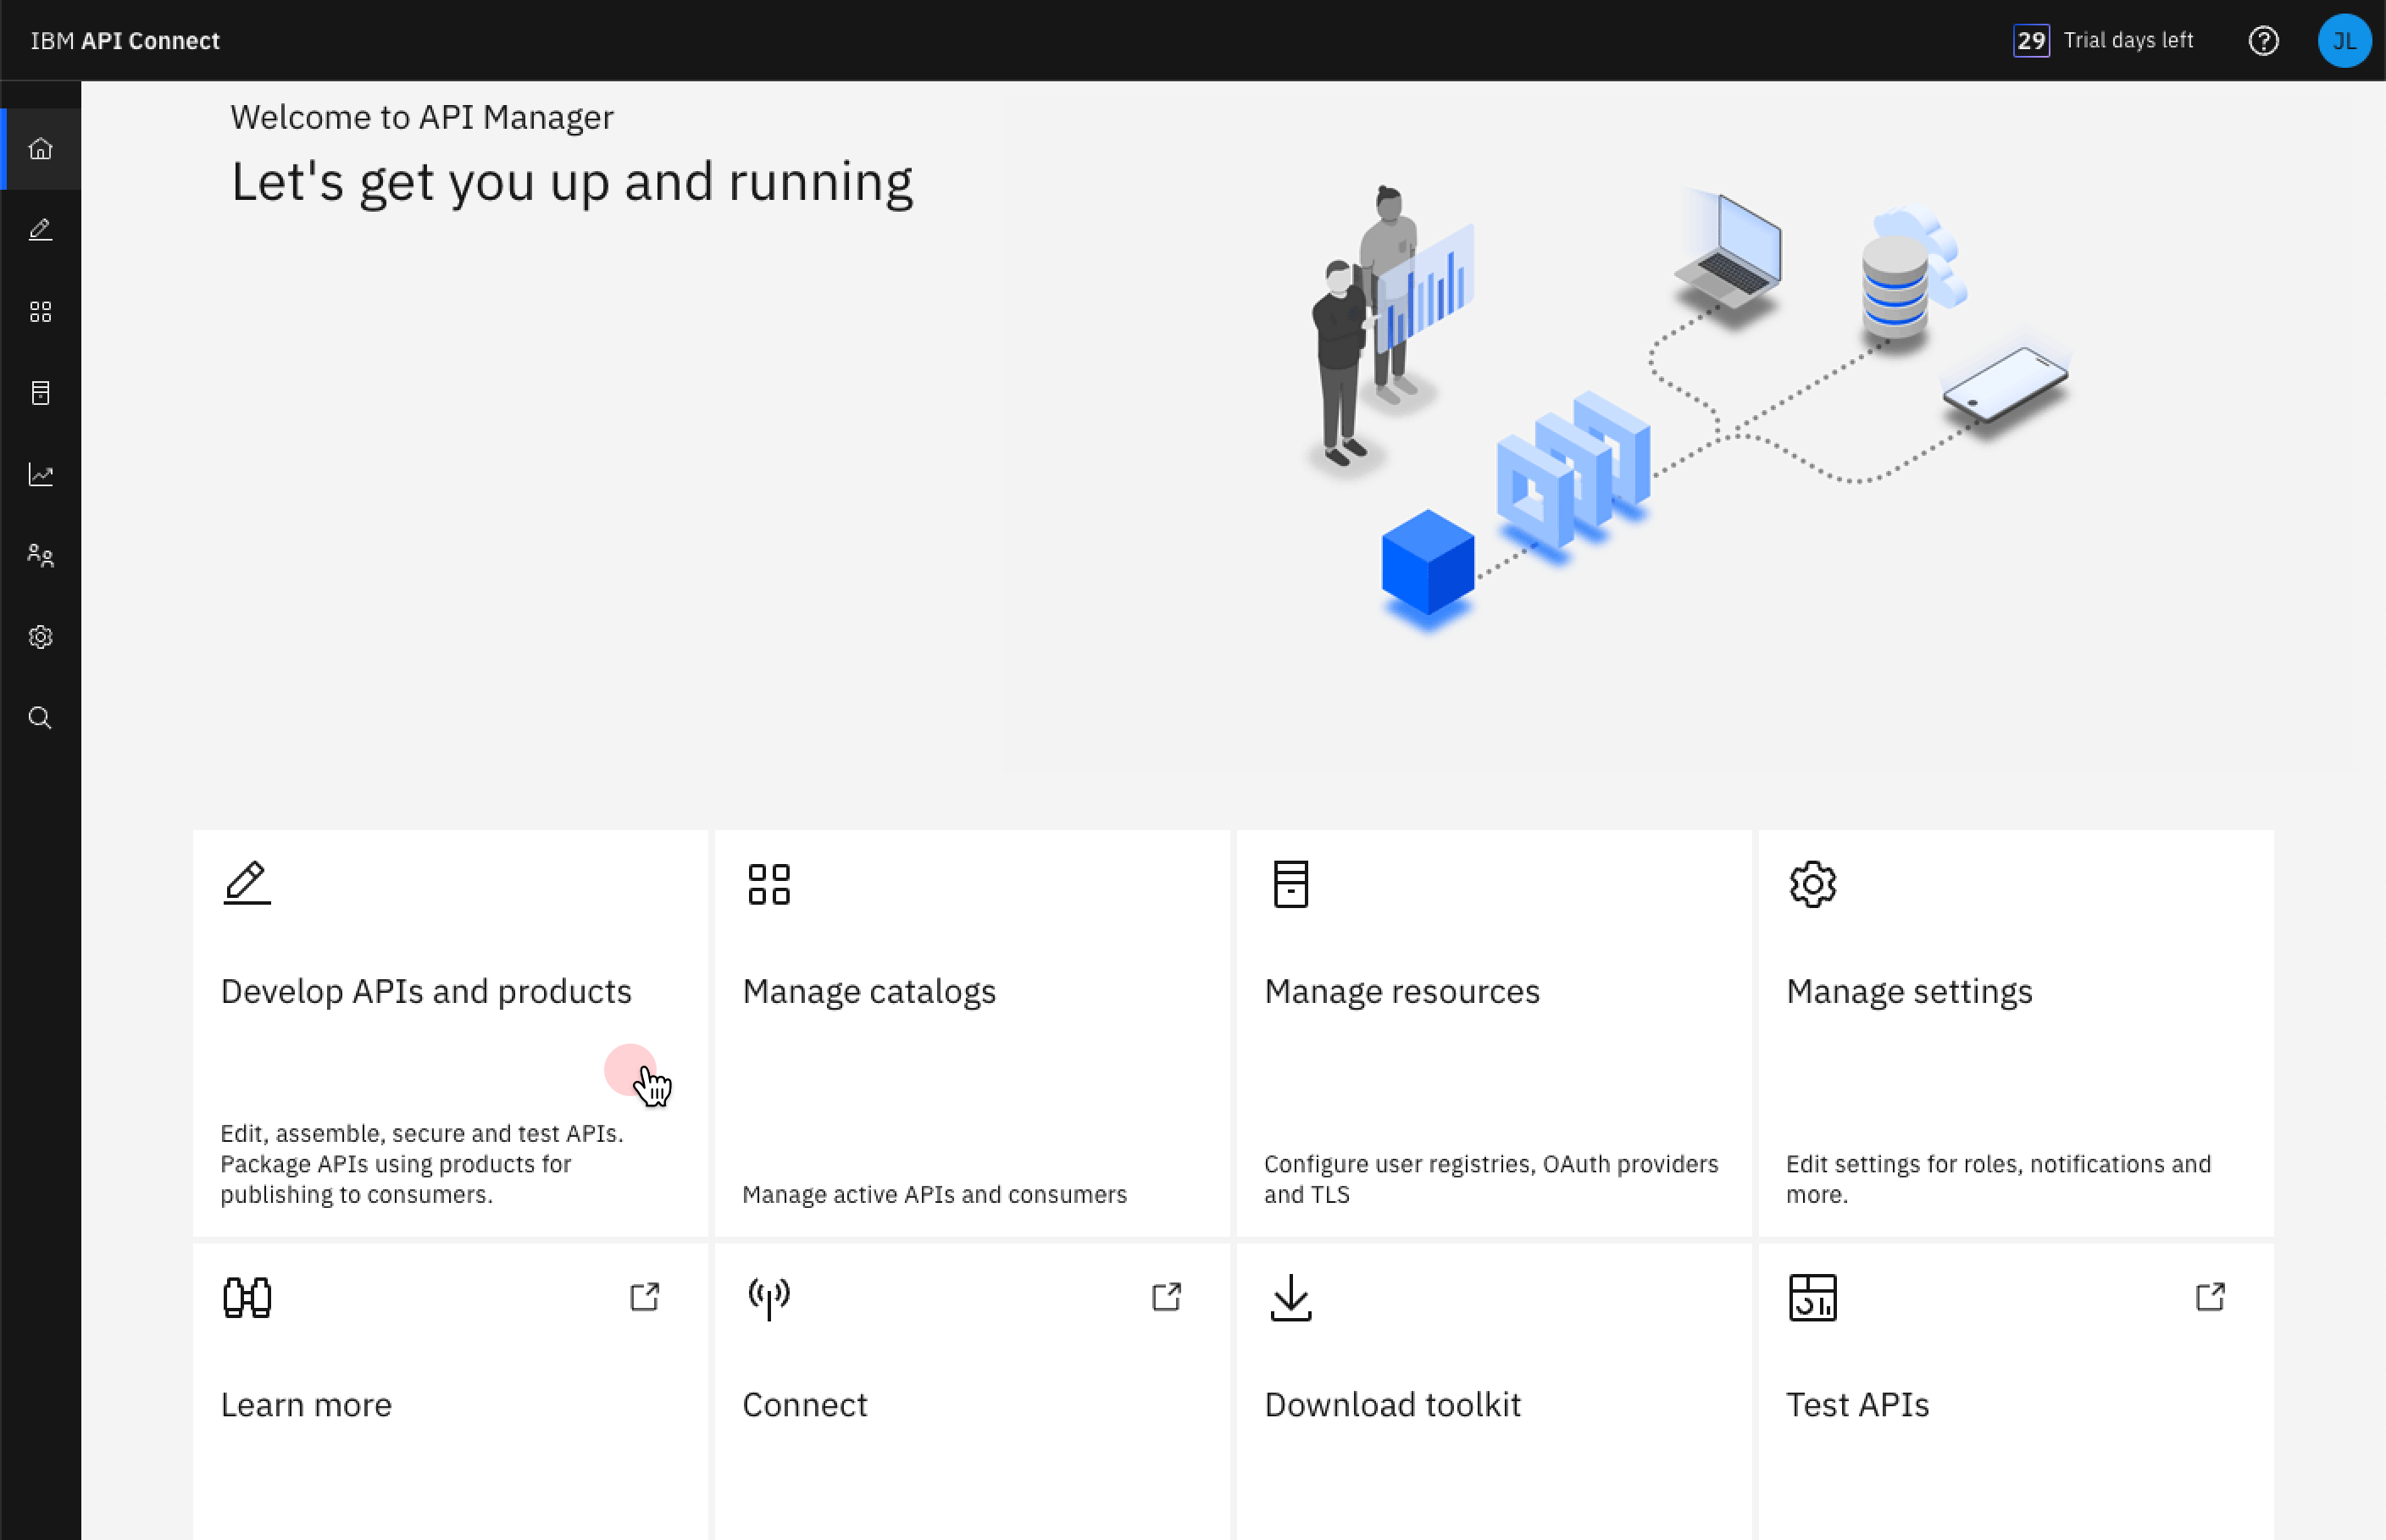 IBM API Connect
29 Trial days left
JL
Welcome to API Manager
Let's get you up and running
Develop APIs and products
Edit, assemble, secure and test APIs.
Package APIs using products for
publishing to consumers.
Manage catalogs
Manage active APIs and consumers
Manage resources
Configure user registries, OAuth providers
and TLS
Manage settings
Edit settings for roles, notifications and
more.
Learn more
Connect
Download toolkit
Test APIs